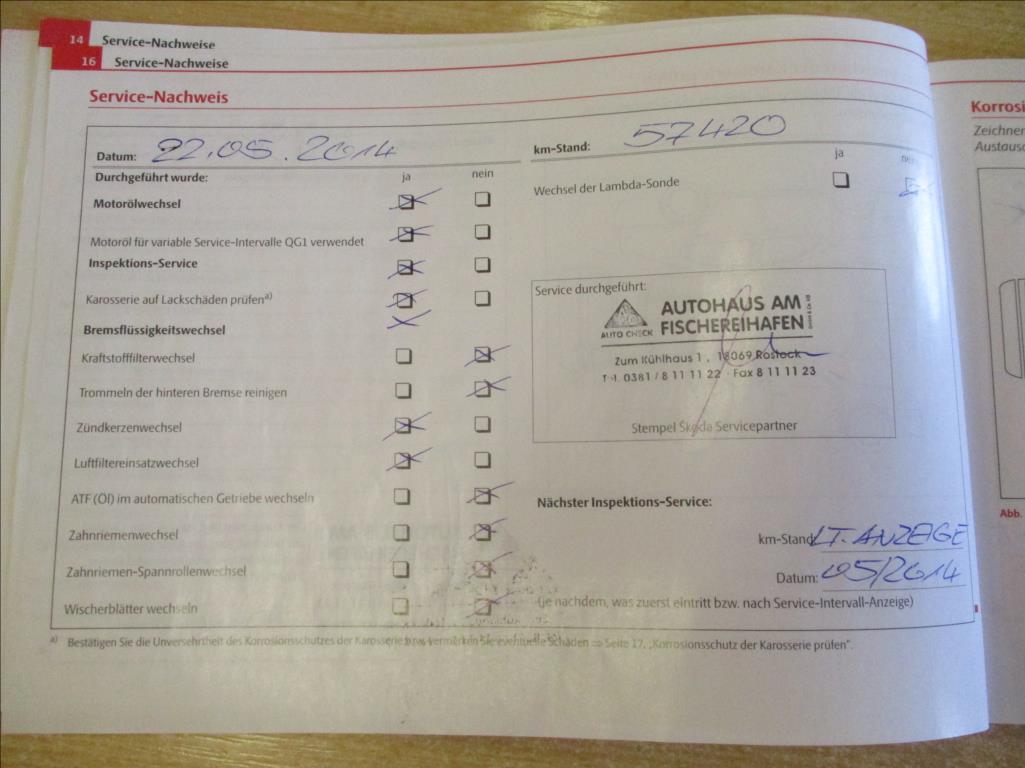 14 Service-Nachweise
16 Service-Nachweise
Service-Nachweis
Datum: 22.05.2014
km-Stand: 57420
Durchgeführt wurde: ja nein
ja
Motorölwechsel
Wechsel der Lambda-Sonde
Motoröl für variable Service-Intervalle QG1 verwendet
Inspektions-Service
Karosserie auf Lackschäden prüfen a)
Bremsflüssigkeitswechsel
Kraftstofffilterwechsel
Trommeln der hinteren Bremse reinigen
Zündkerzenwechsel
Luftfiltereinsatzwechsel
ATF (Öl) im automatischen Getriebe wechseln
Zahnriemenwechsel
Zahnriemen-Spannrollenwechsel
Wischerblätter wechseln
Service durchgeführt:
AUTO CHECK
AUTOHAUS AM
FISCHEREIHAFEN GmbH & Co. KG
Zum Kühlhaus 1 , 18069 Rostock
Tel. 0381 / 8 11 11 22 · Fax 8 11 11 23
Stempel Škoda Servicepartner
Nächster Inspektions-Service:
km-Stand LT. ANZEIGE
Datum: 05/2014
(je nachdem, was zuerst eintritt bzw. nach Service-Intervall-Anzeige)
a) Bestätigen Sie die Unversehrtheit des Korrosionsschutzes der Karosserie bzw. vermerken Sie eventuelle Schäden ⇒ Seite 17, „Korrosionsschutz der Karosserie prüfen“.
Korrosi
Zeichnen
Austausc
Abb.